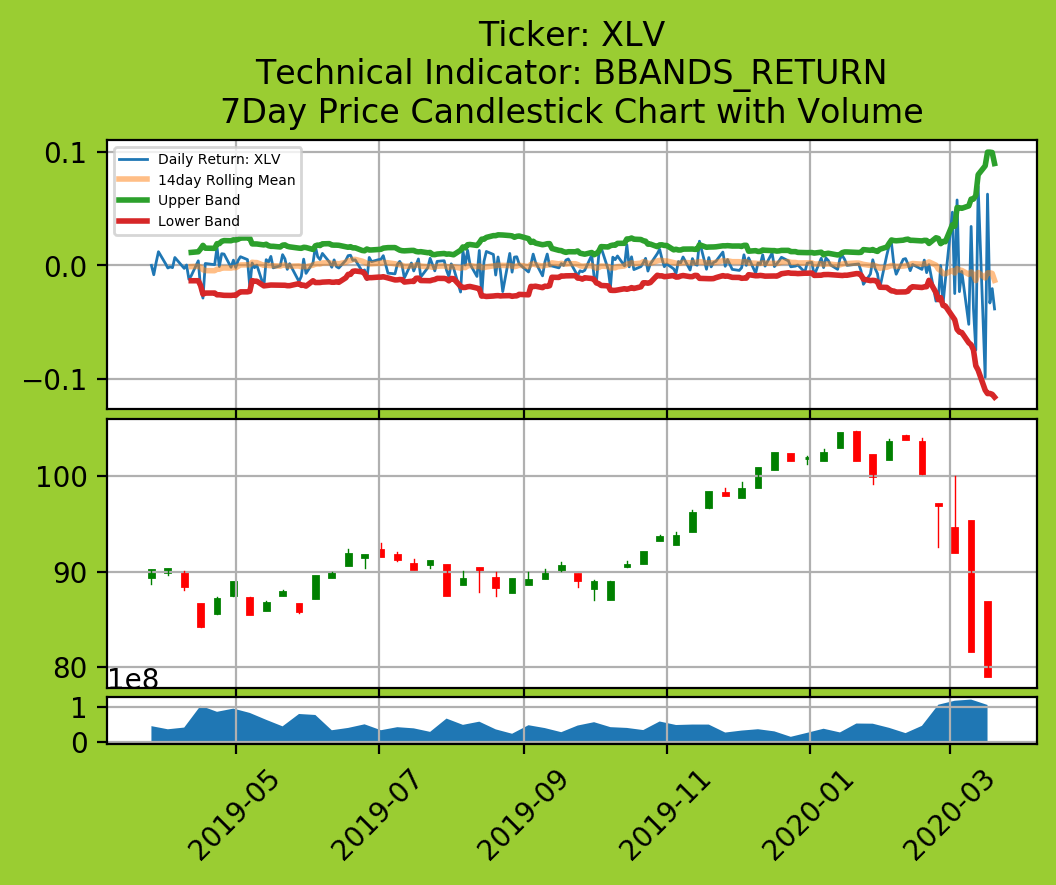 Ticker: XLV
Technical Indicator: BBANDS_RETURN
7Day Price Candlestick Chart with Volume
Daily Return: XLV
14day Rolling Mean
Upper Band
Lower Band
0.1
0.0
−0.1
100
90
80
1e8
1
0
2019-05
2019-07
2019-09
2019-11
2020-01
2020-03